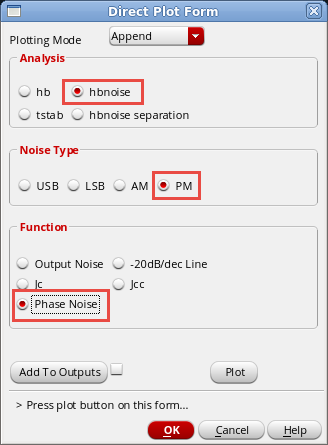 Direct Plot Form
Plotting Mode Append
Analysis
hb hbnoise
tstab hbnoise separation
Noise Type
USB LSB AM PM
Function
Output Noise -20dB/dec Line
Jc Jcc
Phase Noise
Add To Outputs Plot
> Press plot button on this form...
OK Cancel Help